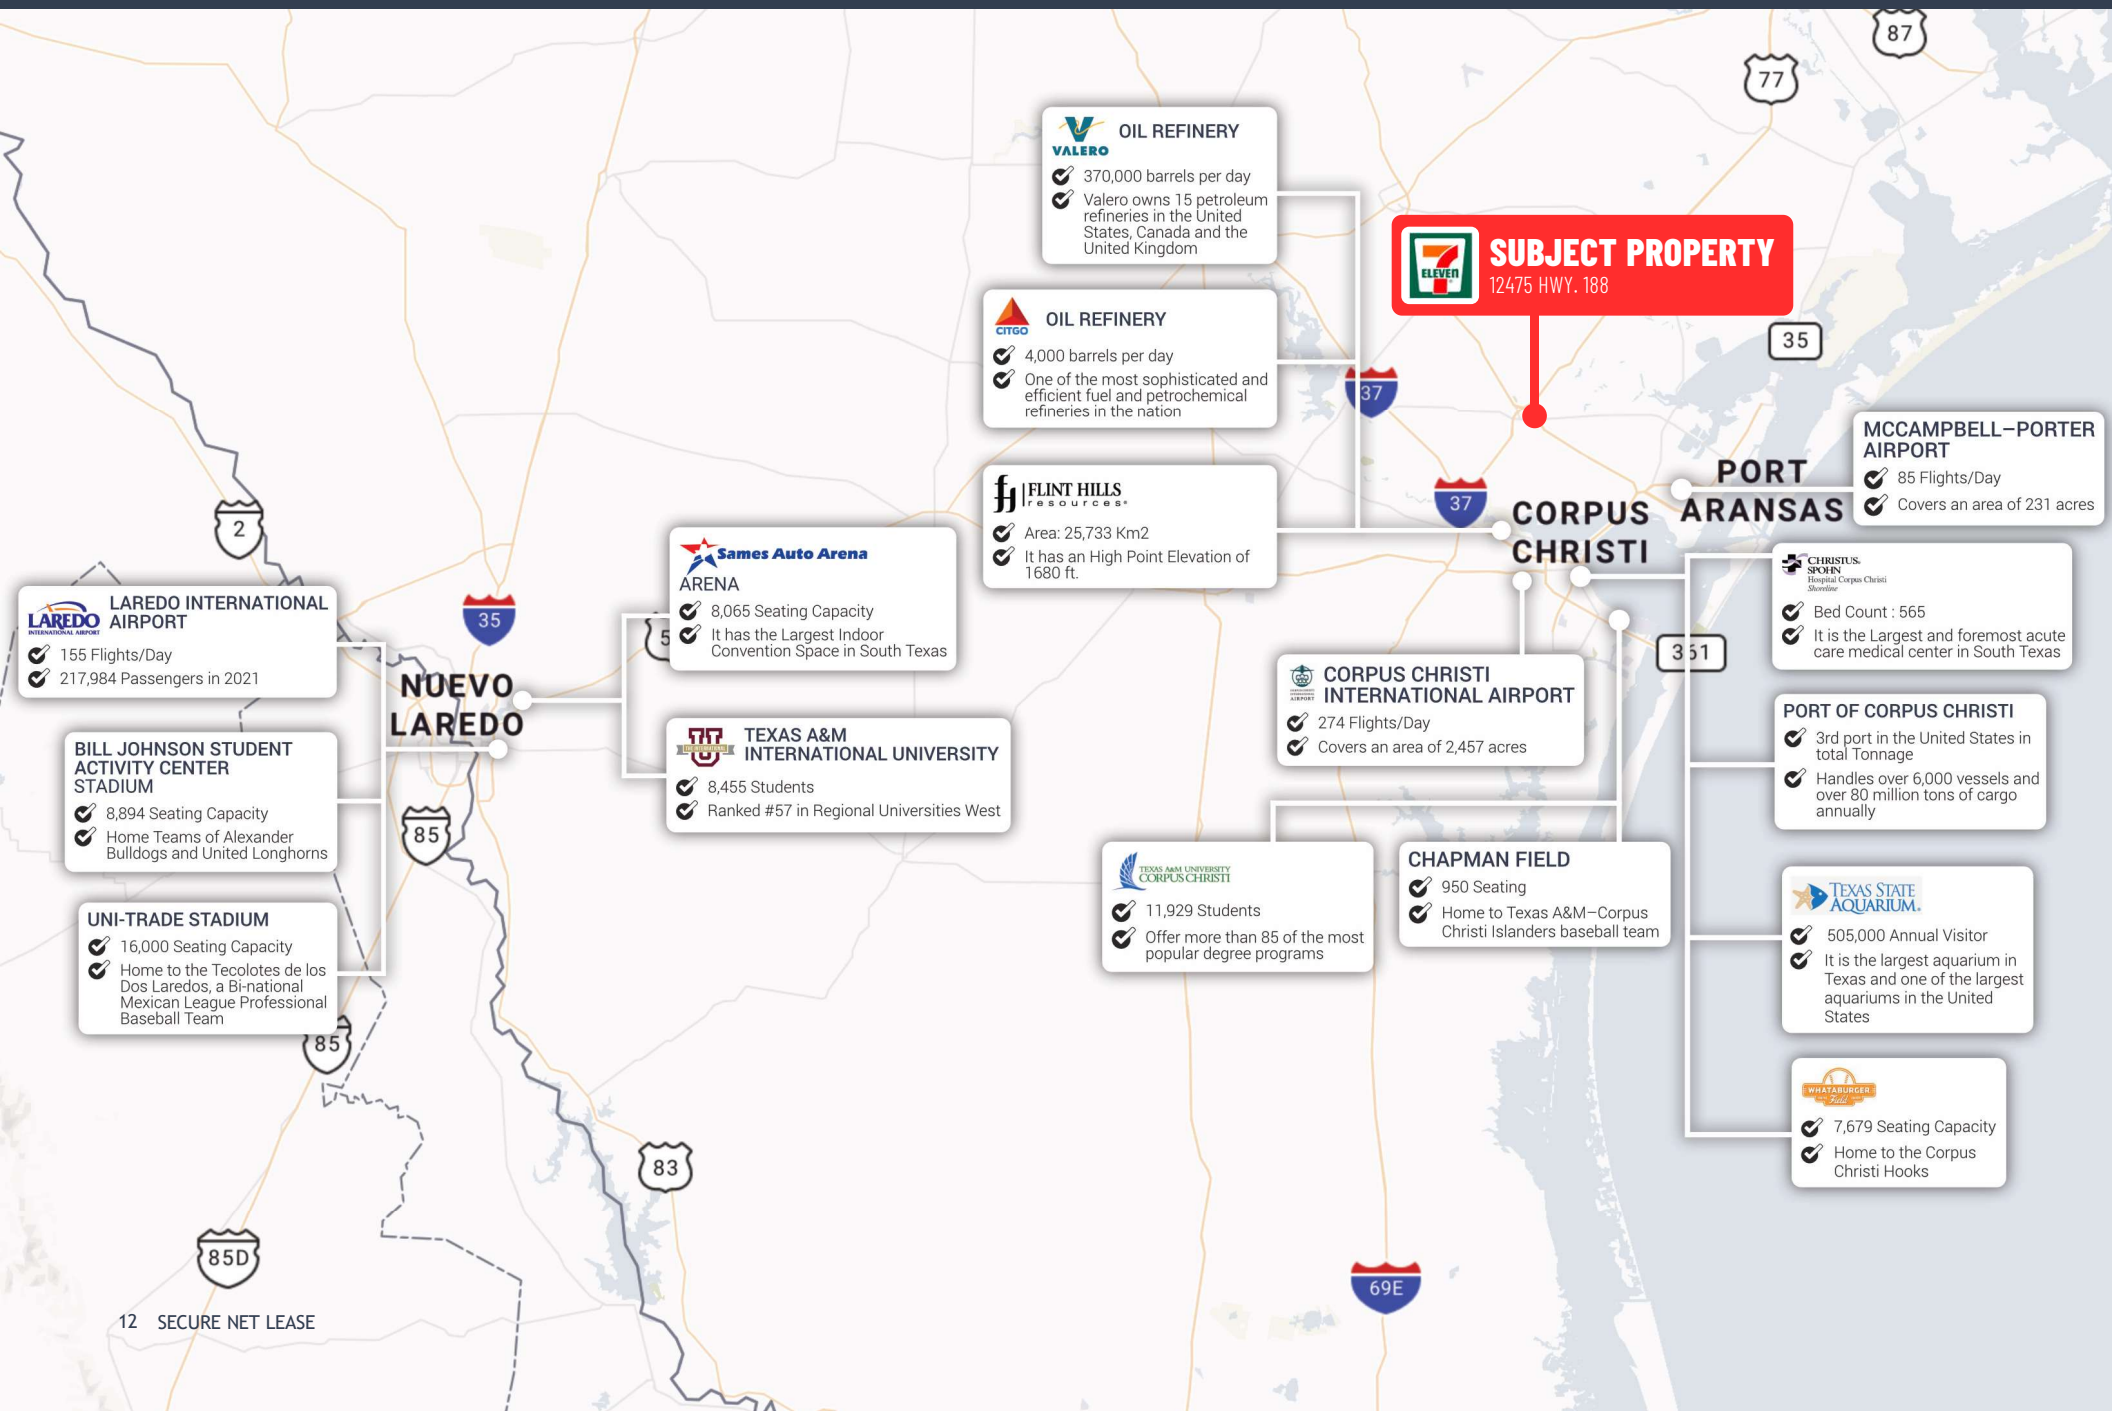 87
77
VALERO
OIL REFINERY
370,000 barrels per day
Valero owns 15 petroleum
refineries in the United
States, Canada and the
United Kingdom
7
ELEVEN
SUBJECT PROPERTY
12475 HWY. 188
CITGO
OIL REFINERY
4,000 barrels per day
One of the most sophisticated and
efficient fuel and petrochemical
refineries in the nation
35
37
MCCAMPBELL–PORTER
AIRPORT
85 Flights/Day
Covers an area of 231 acres
PORT
ARANSAS
37
CORPUS
CHRISTI
fh FLINT HILLS
resources
Area: 25,733 Km2
It has an High Point Elevation of
1680 ft.
2
Sames Auto Arena
ARENA
8,065 Seating Capacity
It has the Largest Indoor
Convention Space in South Texas
CHRISTUS
SPOHN
Hospital Corpus Christi
Shoreline
Bed Count : 565
It is the Largest and foremost acute
care medical center in South Texas
LAREDO
INTERNATIONAL AIRPORT
LAREDO INTERNATIONAL
AIRPORT
155 Flights/Day
217,984 Passengers in 2021
35
5
361
NUEVO
LAREDO
CORPUS CHRISTI
INTERNATIONAL AIRPORT
274 Flights/Day
Covers an area of 2,457 acres
PORT OF CORPUS CHRISTI
3rd port in the United States in
total Tonnage
Handles over 6,000 vessels and
over 80 million tons of cargo
annually
BILL JOHNSON STUDENT
ACTIVITY CENTER
STADIUM
8,894 Seating Capacity
Home Teams of Alexander
Bulldogs and United Longhorns
TEXAS A&M
INTERNATIONAL UNIVERSITY
8,455 Students
Ranked #57 in Regional Universities West
85
TEXAS A&M UNIVERSITY
CORPUS CHRISTI
11,929 Students
Offer more than 85 of the most
popular degree programs
CHAPMAN FIELD
950 Seating
Home to Texas A&M–Corpus
Christi Islanders baseball team
TEXAS STATE
AQUARIUM.
505,000 Annual Visitor
It is the largest aquarium in
Texas and one of the largest
aquariums in the United
States
UNI-TRADE STADIUM
16,000 Seating Capacity
Home to the Tecolotes de los
Dos Laredos, a Bi-national
Mexican League Professional
Baseball Team
85
WHATABURGER
Field
7,679 Seating Capacity
Home to the Corpus
Christi Hooks
83
85D
69E
12 SECURE NET LEASE